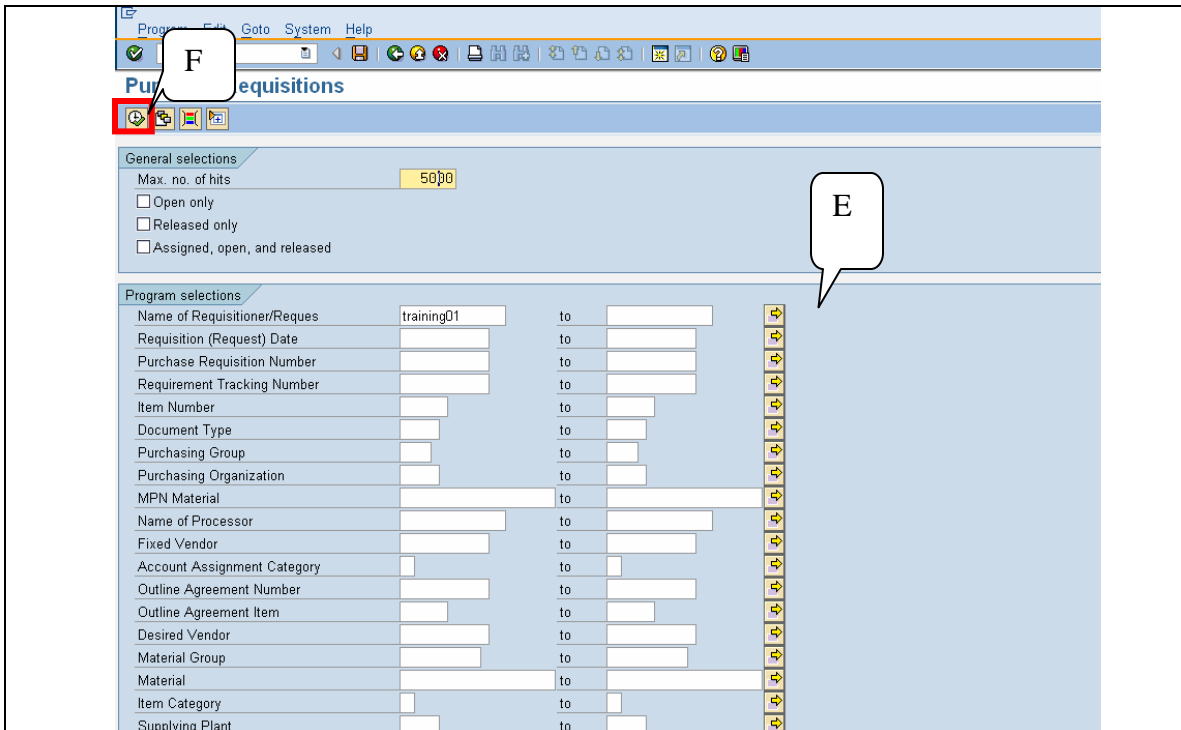 Program Edit Goto System Help
F
Pur equisitions
General selections
Max. no. of hits 5000
Open only
E
Released only
Assigned, open, and released
Program selections
Name of Requisitioner/Reques training01 to
Requisition (Request) Date to
Purchase Requisition Number to
Requirement Tracking Number to
Item Number to
Document Type to
Purchasing Group to
Purchasing Organization to
MPN Material to
Name of Processor to
Fixed Vendor to
Account Assignment Category to
Outline Agreement Number to
Outline Agreement Item to
Desired Vendor to
Material Group to
Material to
Item Category to
Supplying Plant to